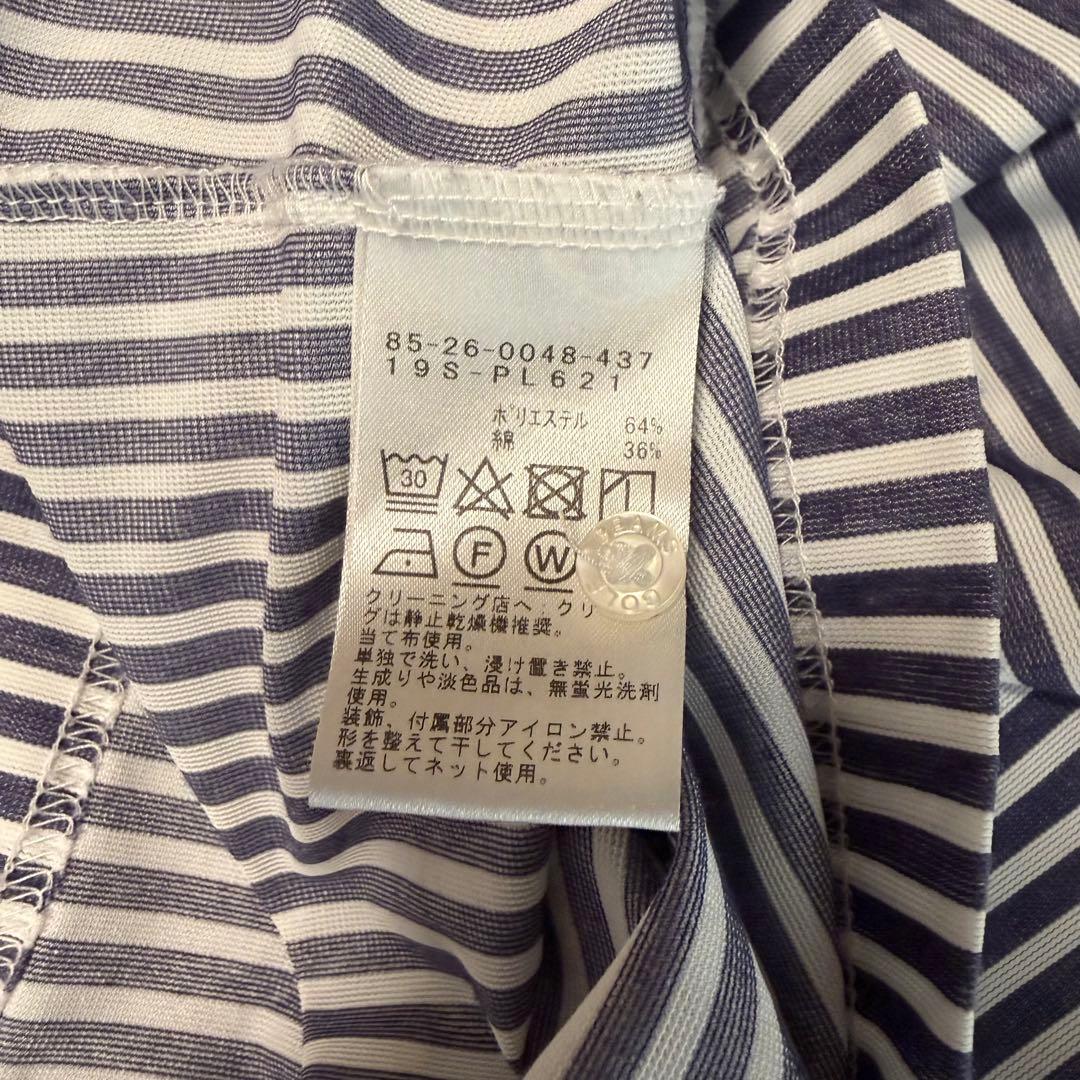 85-26-0048-437
19S-PL621
ポリエステル 64%
綿 36%
30
F W
BEAMS
GOLF
クリーニング店へ:クリ
グは静止乾燥機推奨。
当て布使用。
単独で洗い、浸け置き禁止。
生成りや淡色品は、無蛍光洗剤
使用。
装飾、付属部分アイロン禁止。
形を整えて干してください。
裏返してネット使用。